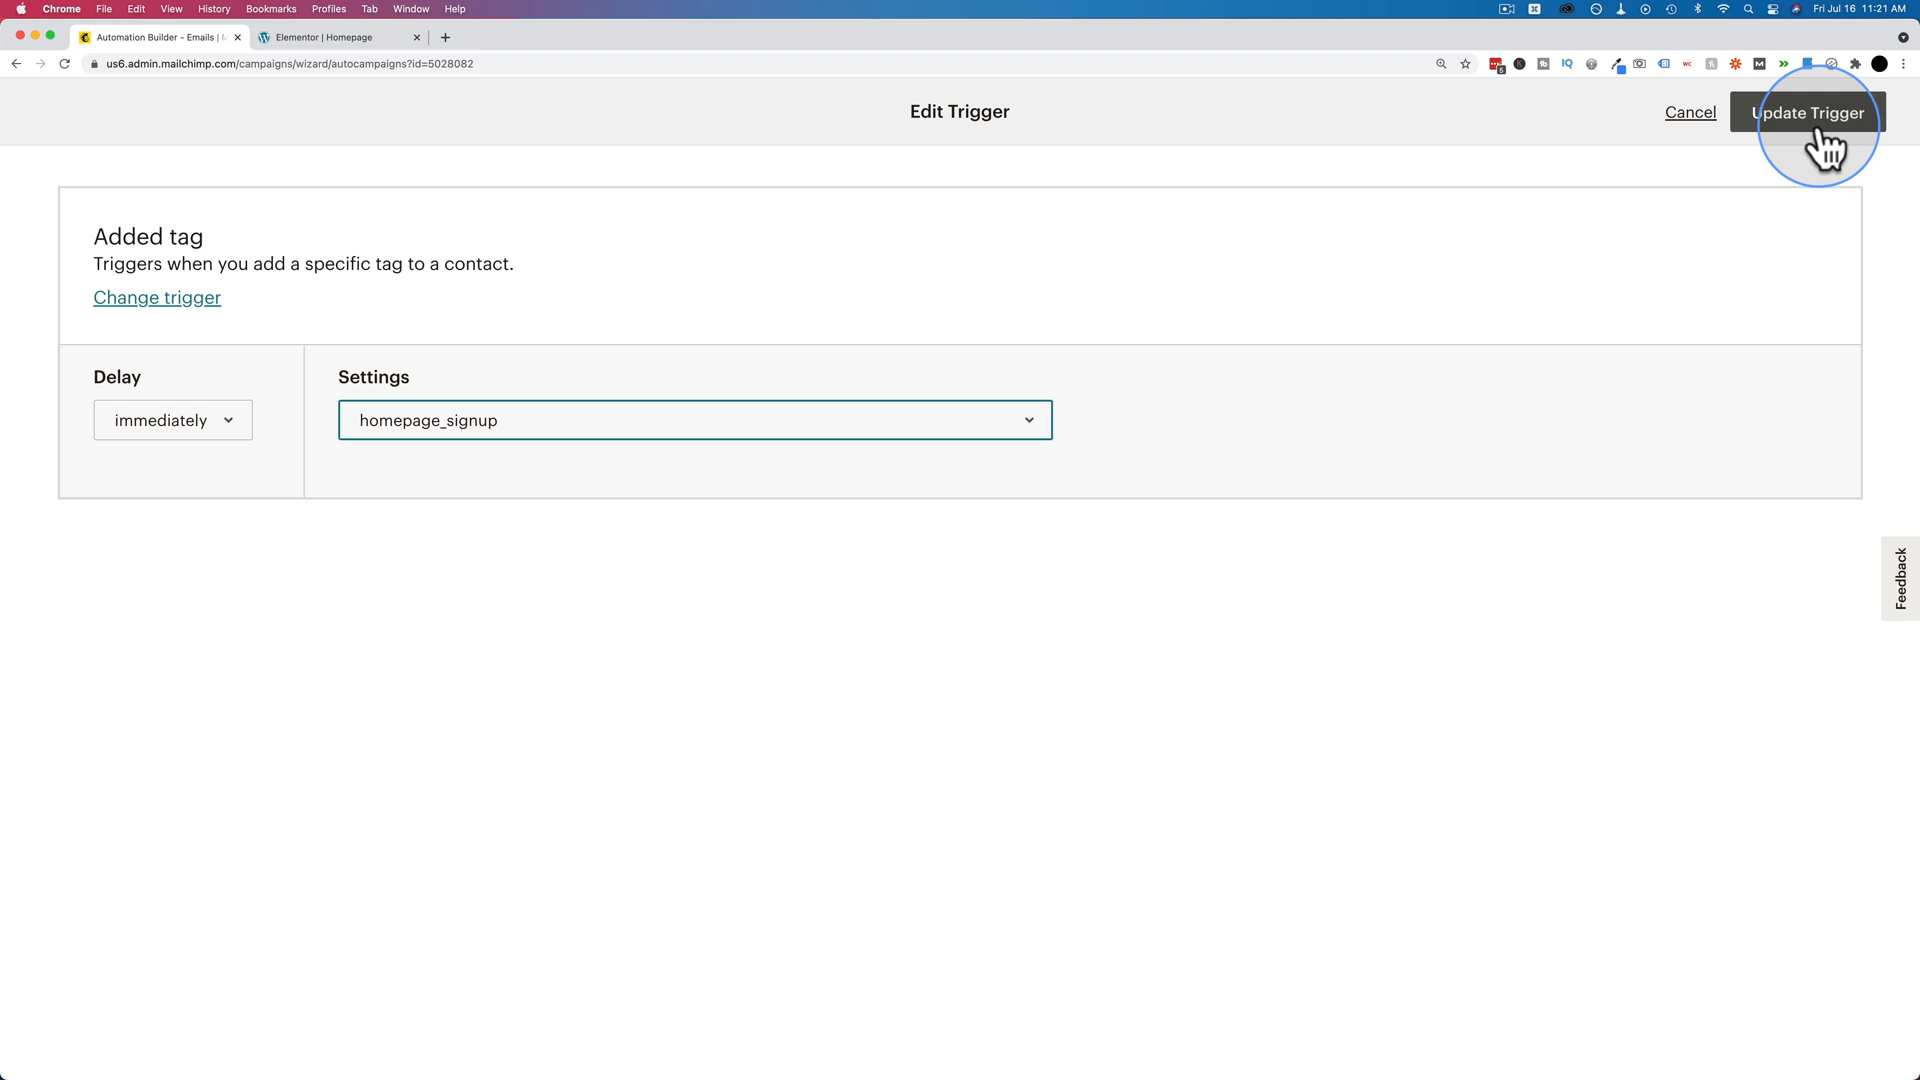 Chrome File Edit View History Bookmarks Profiles Tab Window Help Fri Jul 16 11:21 AM
Automation Builder - Emails | Elementor | Homepage
us6.admin.mailchimp.com/campaigns/wizard/autocampaigns?id=5028082
Edit Trigger
Cancel
Update Trigger
Added tag
Triggers when you add a specific tag to a contact.
Change trigger
Delay
Settings
immediately
homepage_signup
Feedback